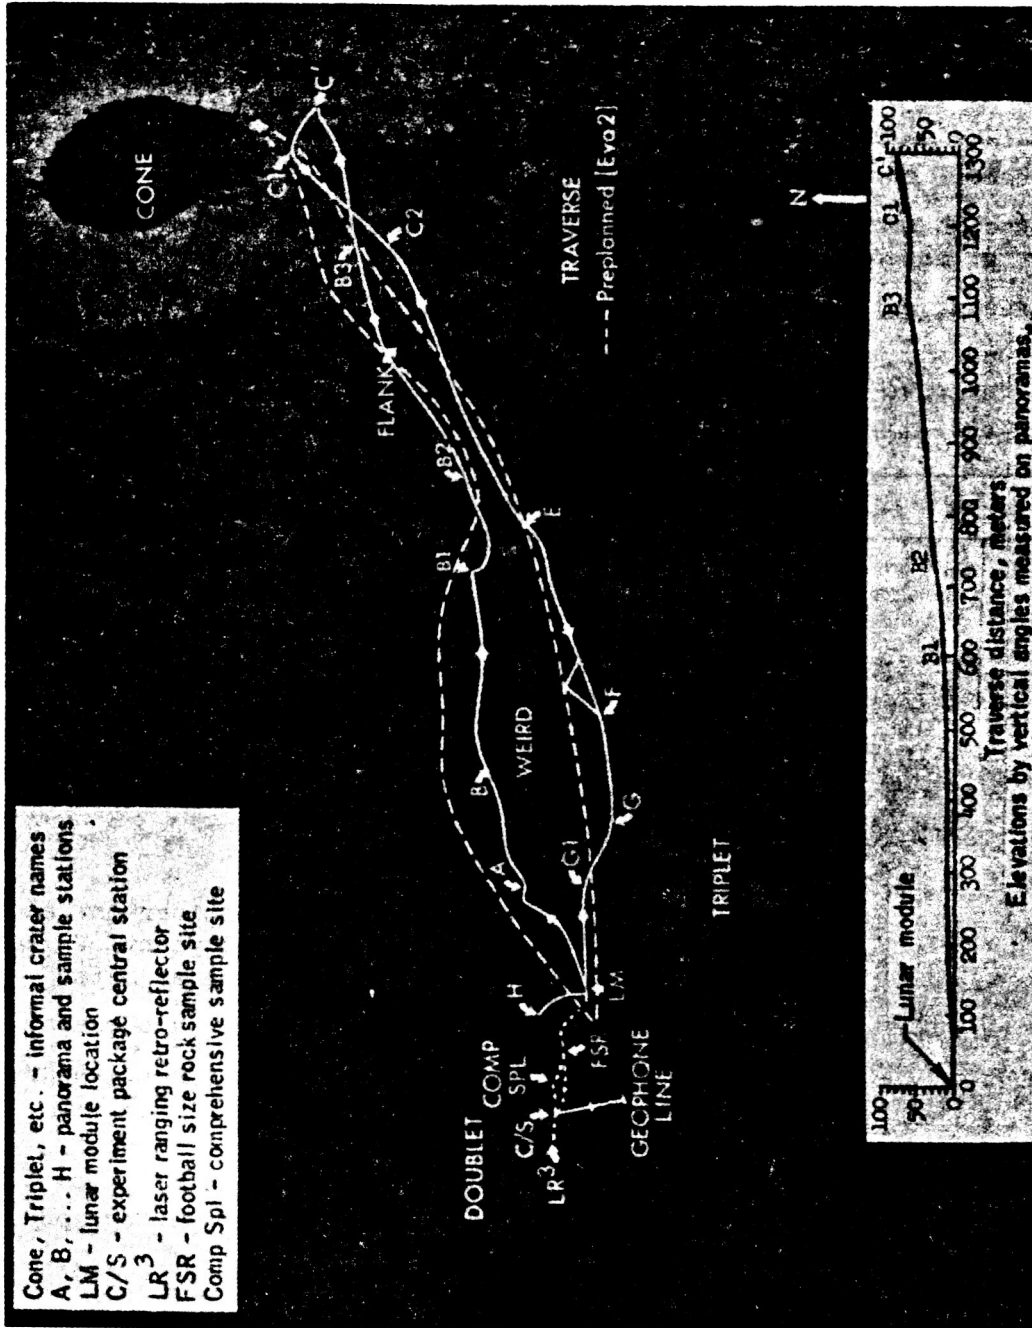 Cone, Triplet, etc. - informal crater names
A, B, ... H - panorama and sample stations
LM - lunar module location
C/S - experiment package central station
LR3 - laser ranging retro-reflector
FSR - football size rock sample site
Comp Spl - comprehensive sample site
CONE
C'
C1
C2
B3
FLANK
B2
B1
E
B
WEIRD
F
A
G
G1
H
LM
DOUBLET
COMP
SPL
C/S
LR3
FSR
GEOPHONE
LINE
TRIPLET
TRAVERSE
--- Preplanned [Eva 2]
N
100
50
0
Lunar module
B1
B2
B3
C1
C'
100
50
0
0 100 200 300 400 500 600 700 800 900 1000 1100 1200 1300
Traverse distance, meters
Elevations by vertical angles measured on panoramas.